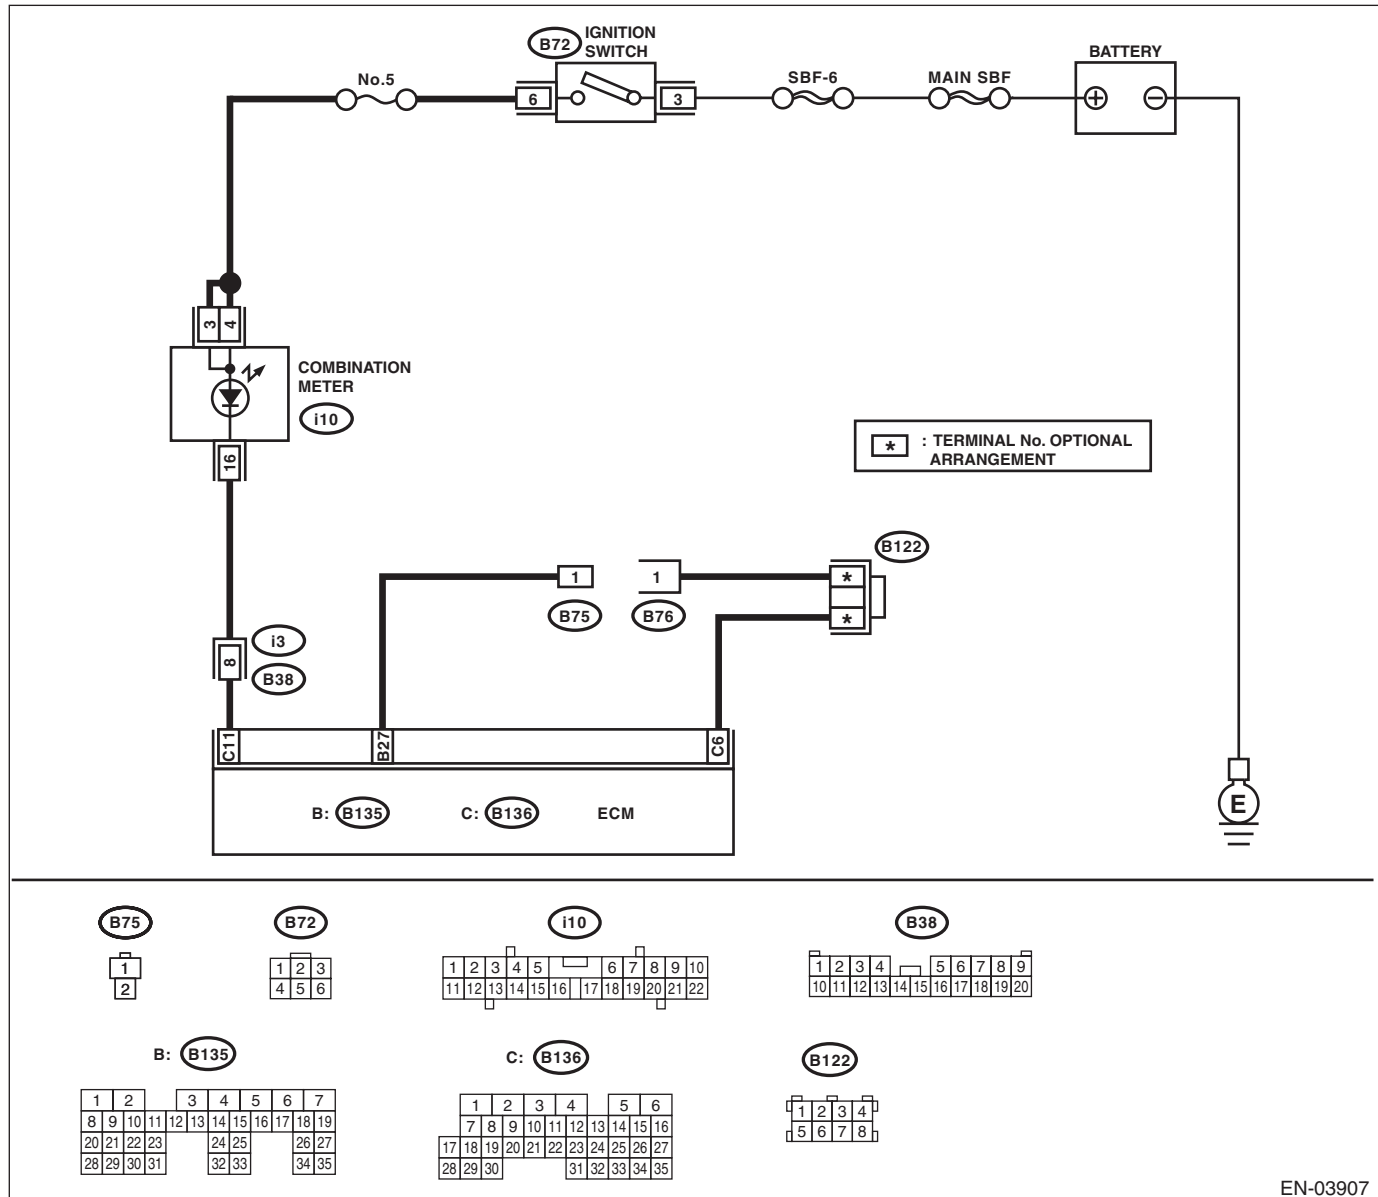 IGNITION
SWITCH
B72
BATTERY
No.5
SBF-6
MAIN SBF
6
3
+
−
3
4
COMBINATION
METER
i10
16
* : TERMINAL No. OPTIONAL
ARRANGEMENT
B122
1
1
*
*
B75
B76
i3
8
B38
C11
B27
C6
E
B: B135
C: B136
ECM
B75
B72
i10
B38
1
2
1 2 3
4 5 6
1 2 3 4 5 6 7 8 9 10
11 12 13 14 15 16 17 18 19 20 21 22
1 2 3 4 5 6 7 8 9
10 11 12 13 14 15 16 17 18 19 20
B: B135
C: B136
B122
1 2 3 4 5 6 7
8 9 10 11 12 13 14 15 16 17 18 19
20 21 22 23 24 25 26 27
28 29 30 31 32 33 34 35
1 2 3 4 5 6
7 8 9 10 11 12 13 14 15 16
17 18 19 20 21 22 23 24 25 26 27
28 29 30 31 32 33 34 35
1 2 3 4
5 6 7 8
EN-03907